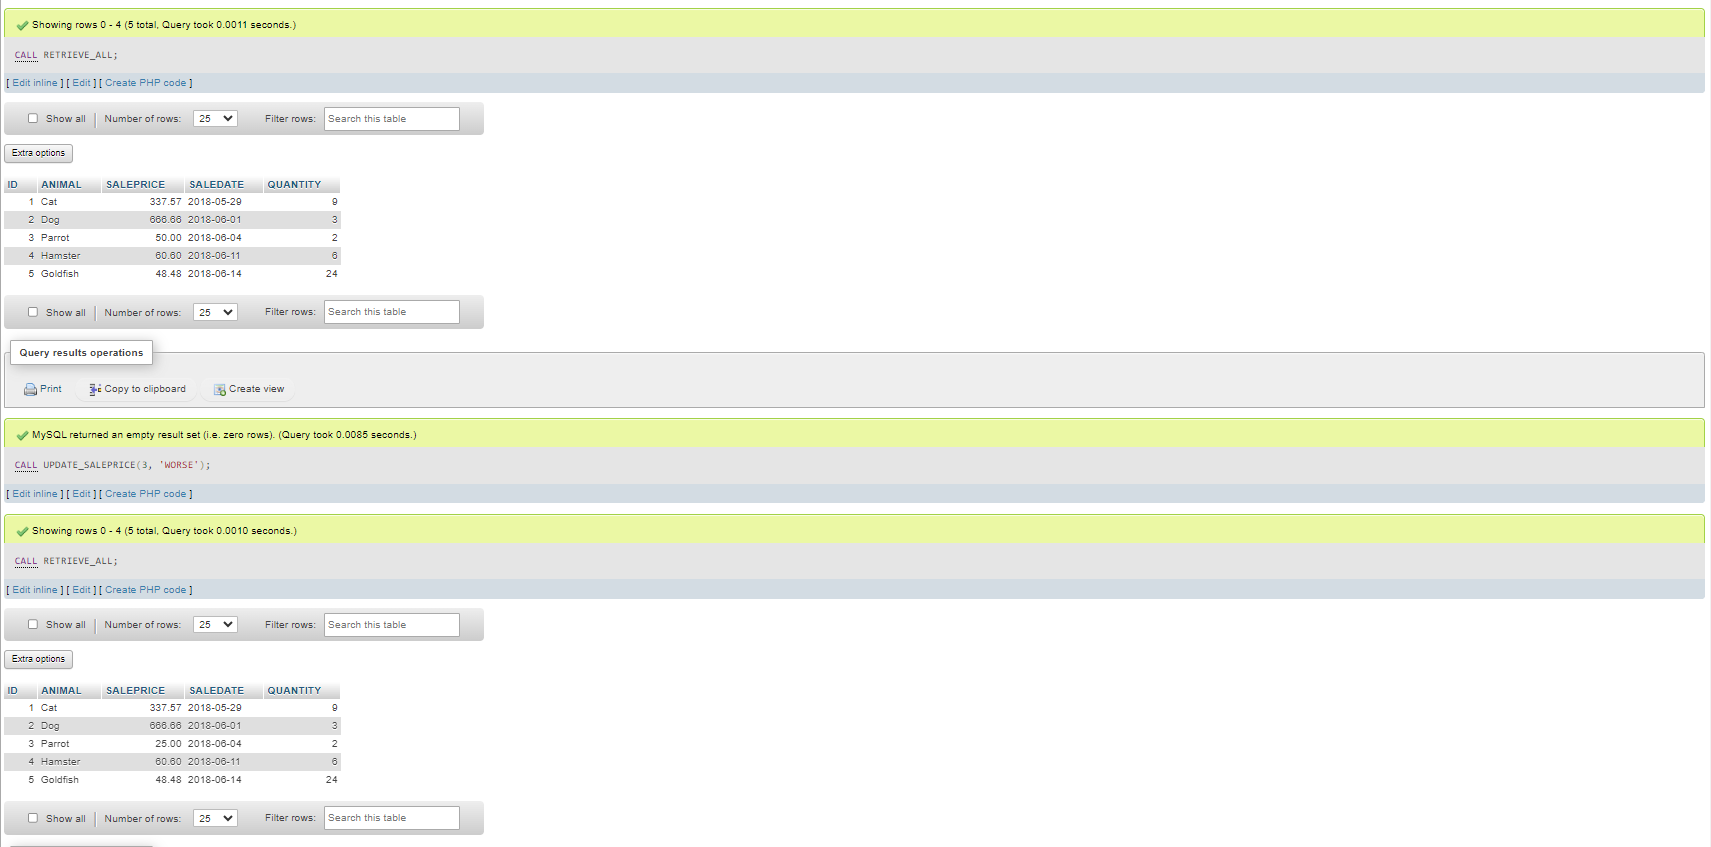 Showing rows 0 - 4 (5 total, Query took 0.0011 seconds.)
CALL RETRIEVE_ALL;
[ Edit inline ] [ Edit ] [ Create PHP code ]
Show all | Number of rows: 25 Filter rows: Search this table
Extra options
ID ANIMAL SALEPRICE SALEDATE QUANTITY
1 Cat 337.57 2018-05-29 9
2 Dog 666.66 2018-06-01 3
3 Parrot 50.00 2018-06-04 2
4 Hamster 60.60 2018-06-11 6
5 Goldfish 48.48 2018-06-14 24
Show all | Number of rows: 25 Filter rows: Search this table
Query results operations
Print Copy to clipboard Create view
MySQL returned an empty result set (i.e. zero rows). (Query took 0.0085 seconds.)
CALL UPDATE_SALEPRICE(3, 'WORSE');
[ Edit inline ] [ Edit ] [ Create PHP code ]
Showing rows 0 - 4 (5 total, Query took 0.0010 seconds.)
CALL RETRIEVE_ALL;
[ Edit inline ] [ Edit ] [ Create PHP code ]
Show all | Number of rows: 25 Filter rows: Search this table
Extra options
ID ANIMAL SALEPRICE SALEDATE QUANTITY
1 Cat 337.57 2018-05-29 9
2 Dog 666.66 2018-06-01 3
3 Parrot 25.00 2018-06-04 2
4 Hamster 60.60 2018-06-11 6
5 Goldfish 48.48 2018-06-14 24
Show all | Number of rows: 25 Filter rows: Search this table